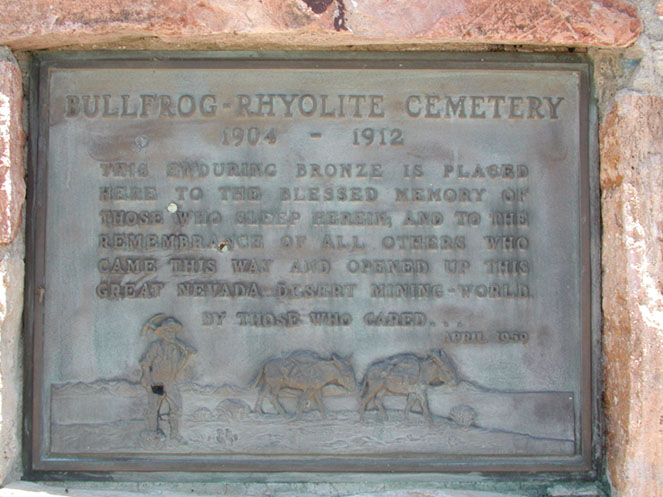 BULLFROG-RHYOLITE CEMETERY
1904 - 1912
THIS ENDURING BRONZE IS PLACED
HERE TO THE BLESSED MEMORY OF
THOSE WHO SLEEP HEREIN, AND TO THE
REMEMBRANCE OF ALL OTHERS WHO
CAME THIS WAY AND OPENED UP THIS
GREAT NEVADA DESERT MINING-WORLD.
BY THOSE WHO CARED...
APRIL 1959